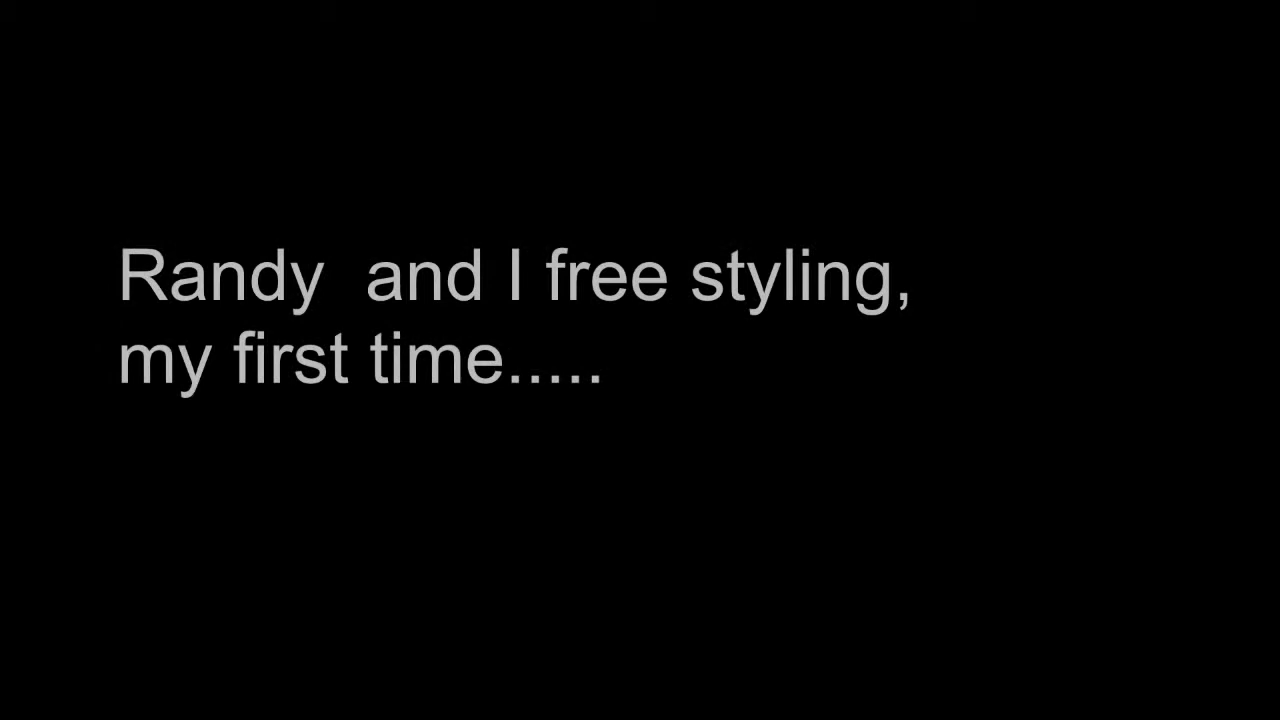 Randy  and I free styling,
my first time.....